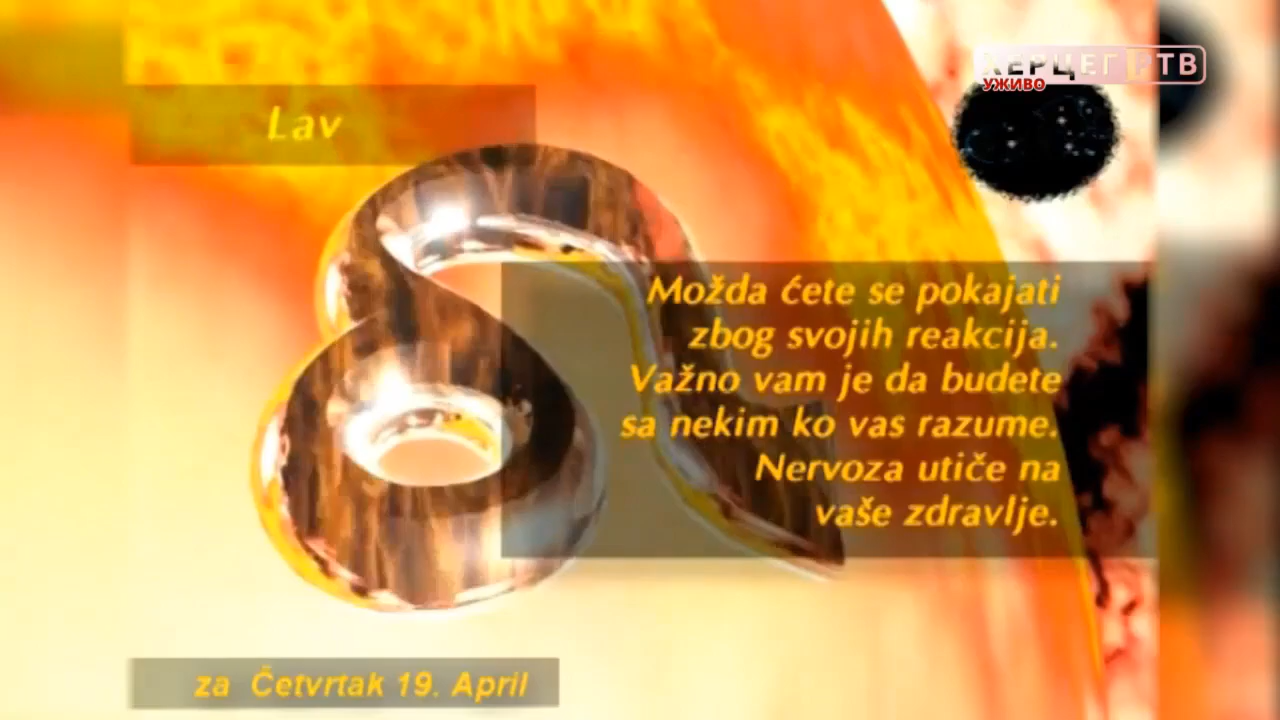 ХЕРЦЕГ РТВ
УЖИВО
Lav
Možda ćete se pokajati
zbog svojih reakcija.
Važno vam je da budete
sa nekim ko vas razume.
Nervoza utiče na
vaše zdravlje.
za Četvrtak 19. April